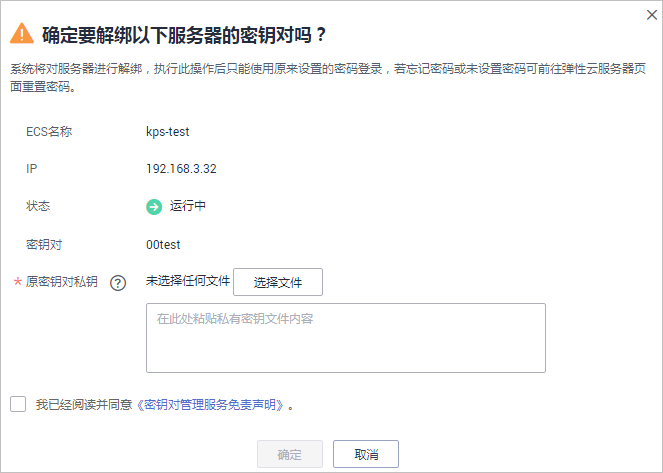 确定要解绑以下服务器的密钥对吗？
系统将对服务器进行解绑，执行此操作后只能使用原来设置的密码登录，若忘记密码或未设置密码可前往弹性云服务器页
面重置密码。
ECS名称 kps-test
IP 192.168.3.32
状态 运行中
密钥对 00test
* 原密钥对私钥 ? 未选择任何文件 选择文件
在此处粘贴私有密钥文件内容
我已经阅读并同意《密钥对管理服务免责声明》。
确定 取消